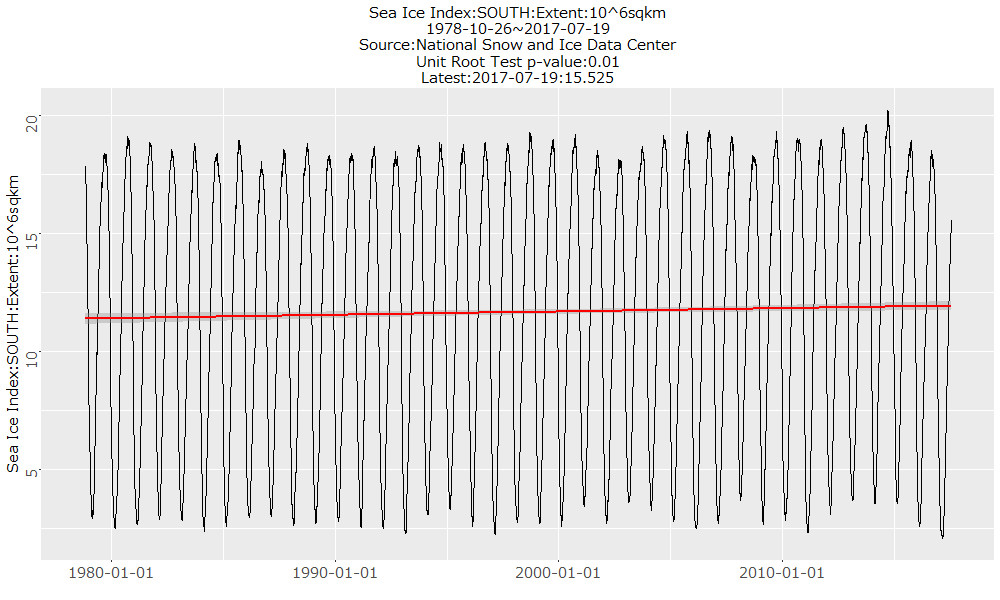 Sea Ice Index:SOUTH:Extent:10^6sqkm
1978-10-26~2017-07-19
Source:National Snow and Ice Data Center
Unit Root Test p-value:0.01
Latest:2017-07-19:15.525
Sea Ice Index:SOUTH:Extent:10^6sqkm
20
15
10
5
1980-01-01
1990-01-01
2000-01-01
2010-01-01